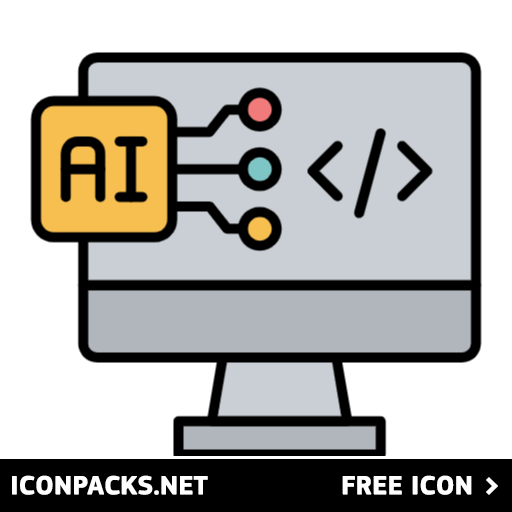 AI
</>
ICONPACKS.NET
FREE ICON >